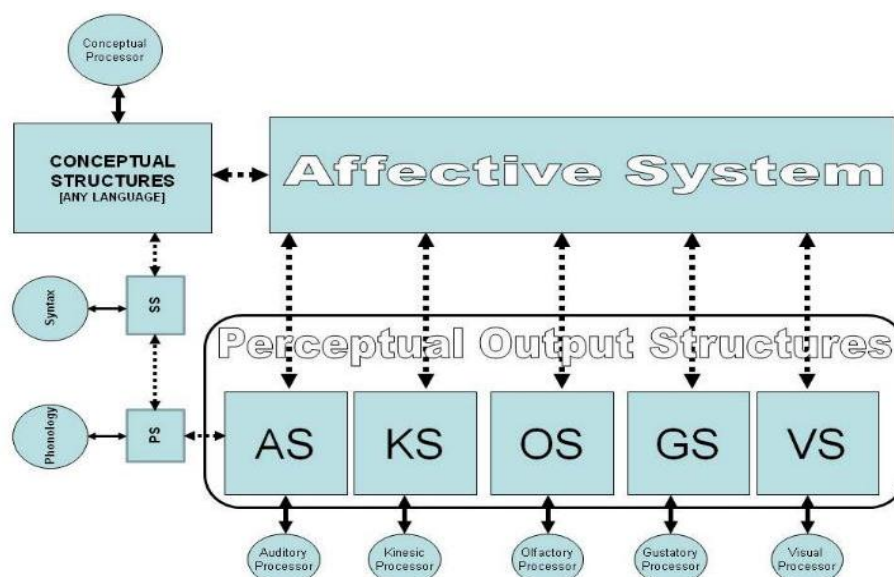 Conceptual
Processor
CONCEPTUAL
STRUCTURES
[ANY LANGUAGE]
Affective System
Syntax
SS
Perceptual Output Structures
Phonology
PS
AS
KS
OS
GS
VS
Auditory
Processor
Kinesic
Processor
Olfactory
Processor
Gustatory
Processor
Visual
Processor